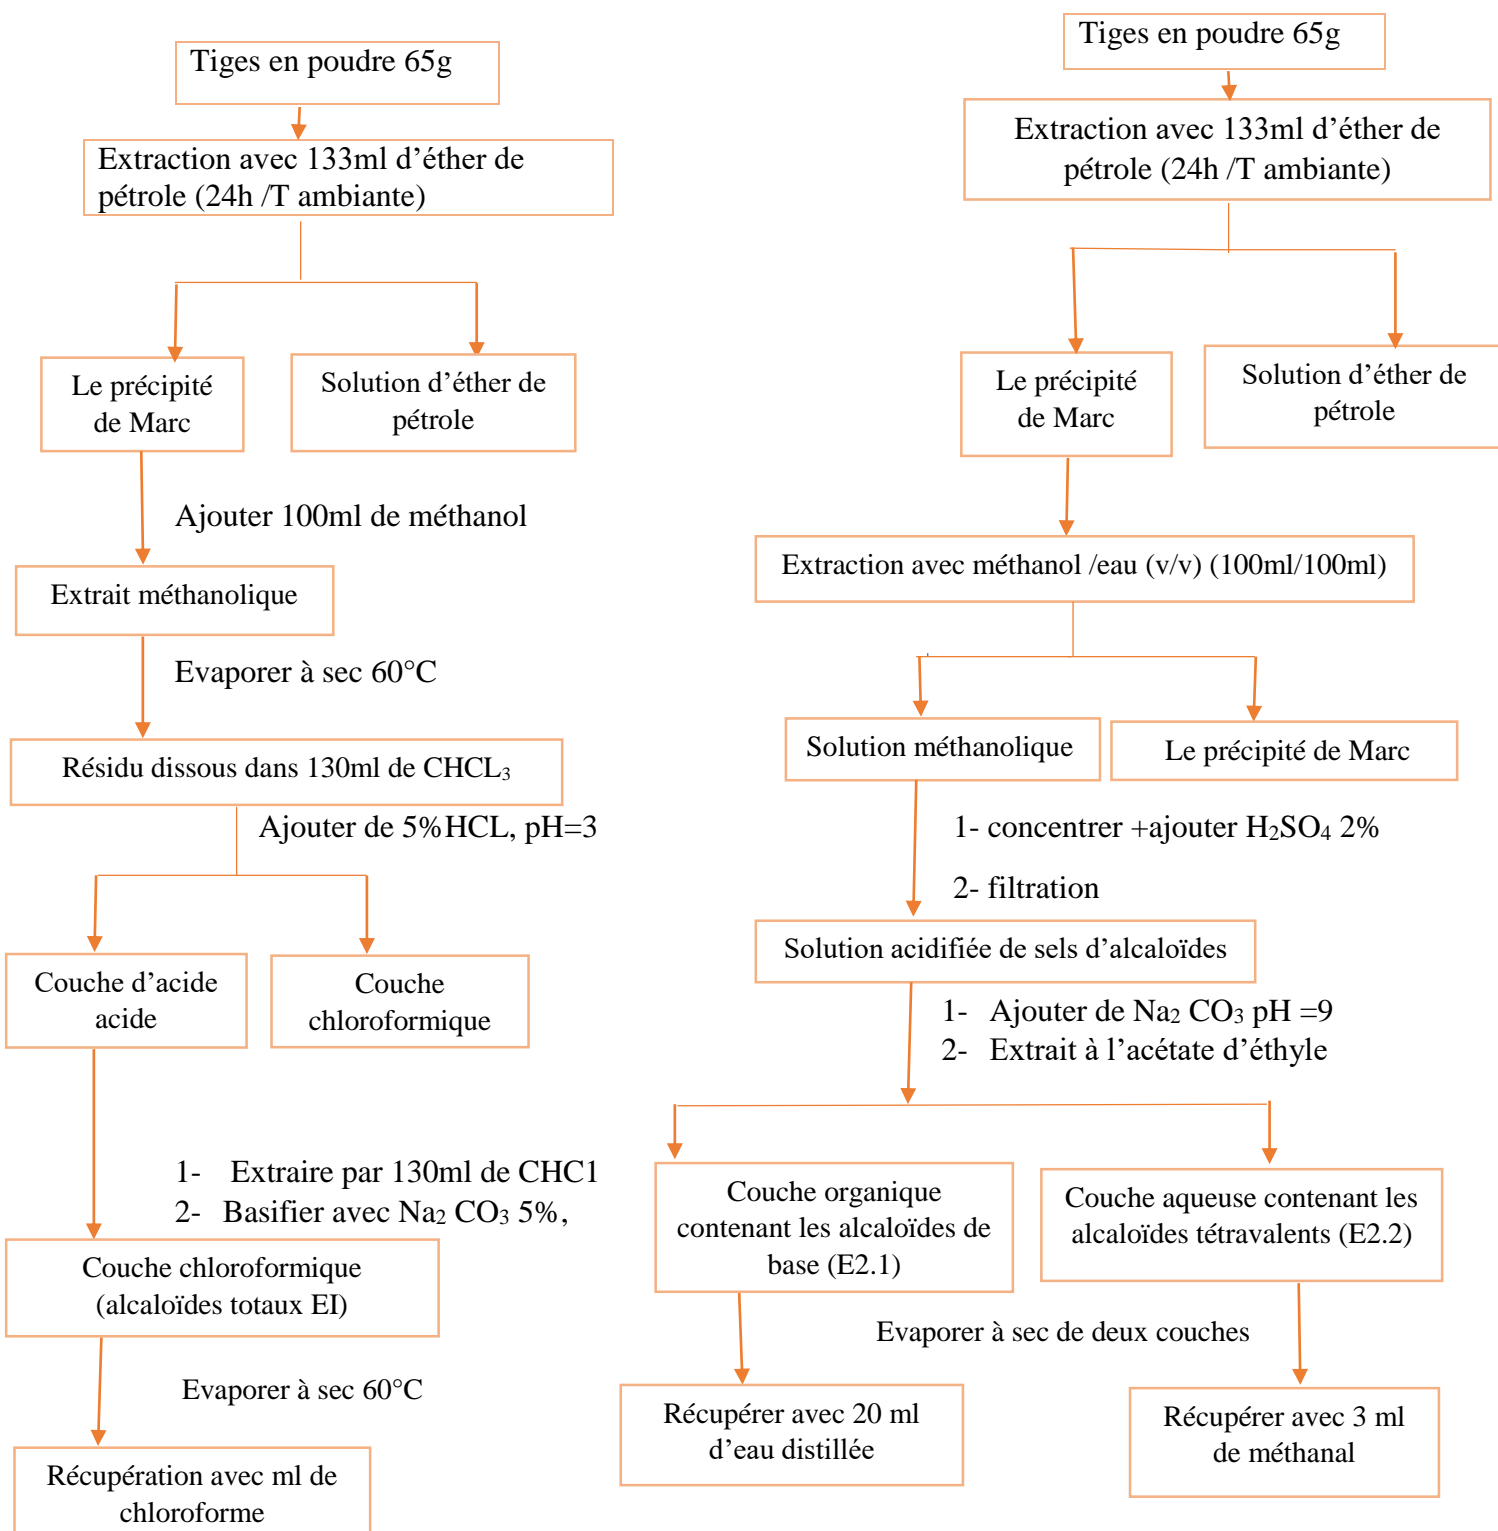 Tiges en poudre 65g
Extraction avec 133ml d’éther de
pétrole (24h /T ambiante)
Le précipité
de Marc
Solution d’éther de
pétrole
Ajouter 100ml de méthanol
Extrait méthanolique
Evaporer à sec 60°C
Résidu dissous dans 130ml de CHCL₃
Ajouter de 5%HCL, pH=3
Couche d’acide
acide
Couche
chloroformique
1- Extraire par 130ml de CHC1
2- Basifier avec Na₂ CO₃ 5%,
Couche chloroformique
(alcaloïdes totaux EI)
Evaporer à sec 60°C
Récupération avec ml de
chloroforme
Tiges en poudre 65g
Extraction avec 133ml d’éther de
pétrole (24h /T ambiante)
Le précipité
de Marc
Solution d’éther de
pétrole
Extraction avec méthanol /eau (v/v) (100ml/100ml)
Solution méthanolique
Le précipité de Marc
1- concentrer +ajouter H₂SO₄ 2%
2- filtration
Solution acidifiée de sels d’alcaloïdes
1- Ajouter de Na₂ CO₃ pH =9
2- Extrait à l’acétate d’éthyle
Couche organique
contenant les alcaloïdes de
base (E2.1)
Couche aqueuse contenant les
alcaloïdes tétravalents (E2.2)
Evaporer à sec de deux couches
Récupérer avec 20 ml
d’eau distillée
Récupérer avec 3 ml
de méthanal